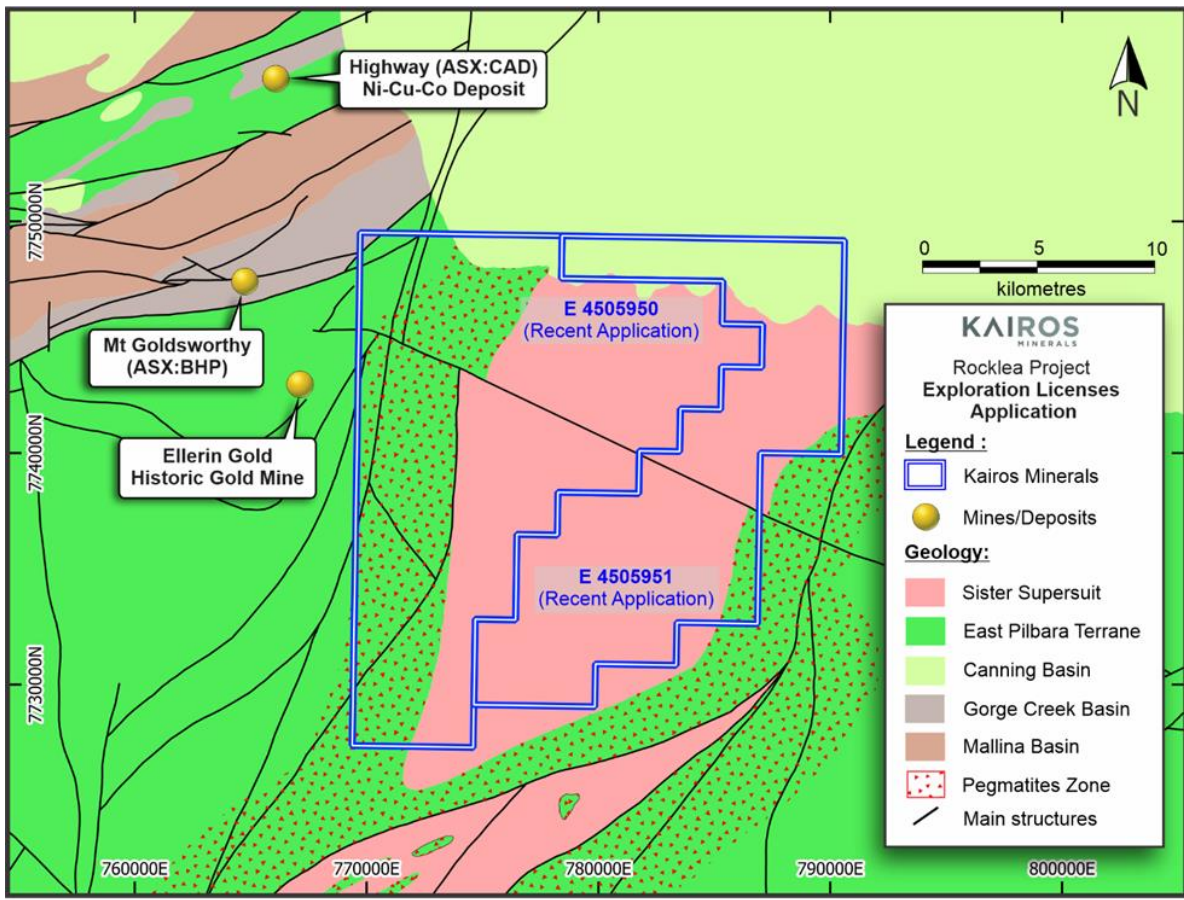 Highway (ASX:CAD)
Ni-Cu-Co Deposit
N
7750000N
0 5 10
kilometres
E 4505950
(Recent Application)
Mt Goldsworthy
(ASX:BHP)
Ellerin Gold
Historic Gold Mine
7740000N
E 4505951
(Recent Application)
7730000N
KAIROS
MINERALS
Rocklea Project
Exploration Licenses
Application
Legend :
Kairos Minerals
Mines/Deposits
Geology:
Sister Supersuit
East Pilbara Terrane
Canning Basin
Gorge Creek Basin
Mallina Basin
Pegmatites Zone
Main structures
760000E 770000E 780000E 790000E 800000E